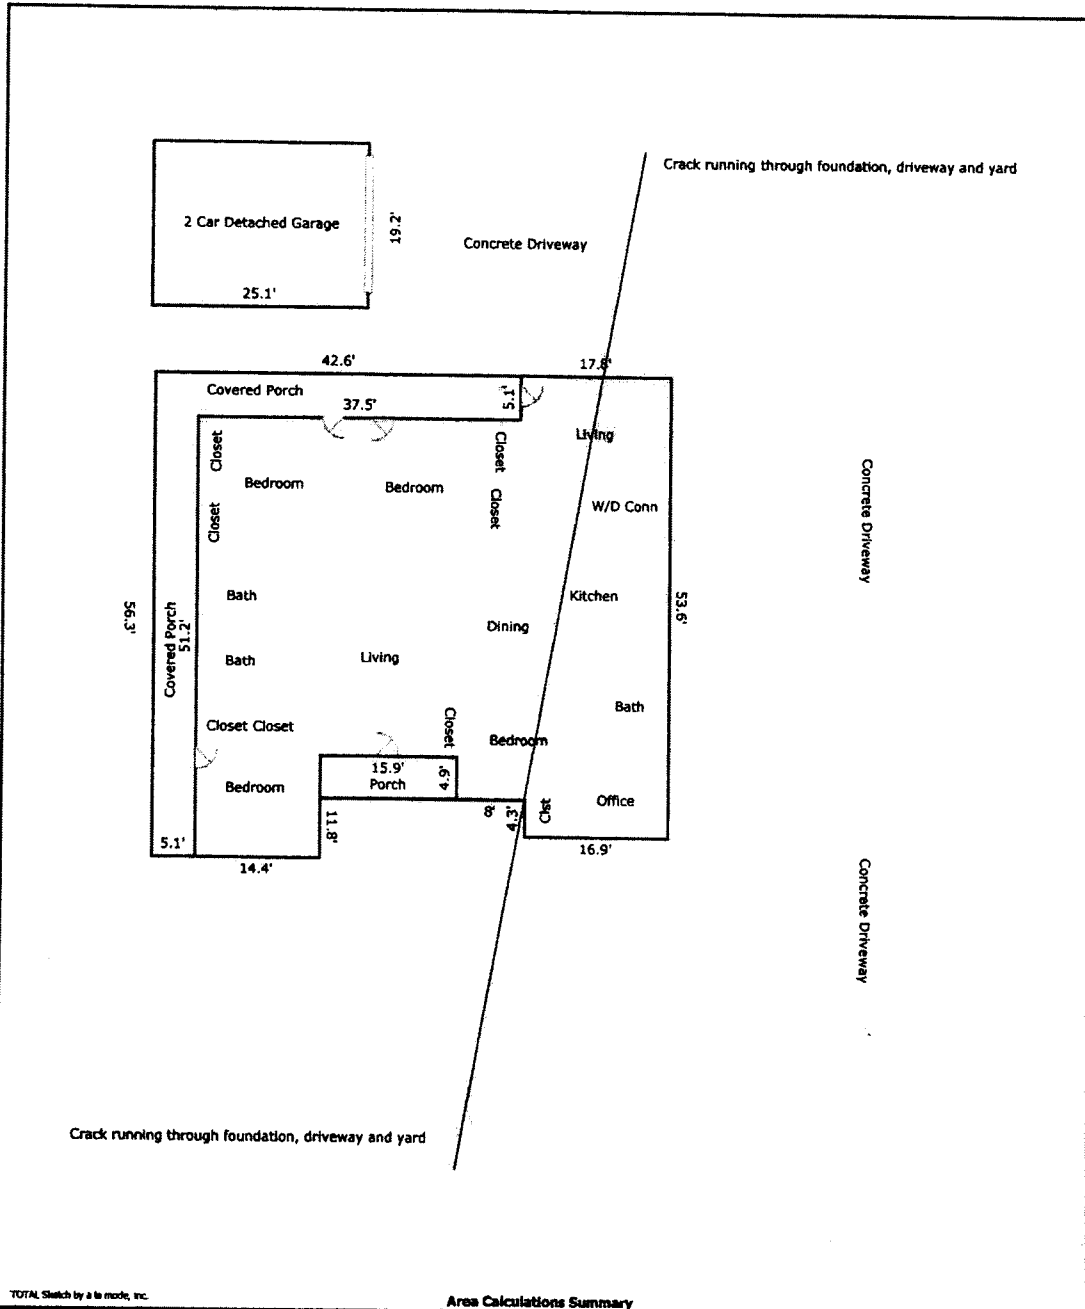 Crack running through foundation, driveway and yard
2 Car Detached Garage
19.2'
Concrete Driveway
25.1'
42.6'
17.8'
Covered Porch
37.5'
5.1'
Closet
Closet
Living
Bedroom
Bedroom
Closet
Closet
W/D Conn
Concrete Driveway
Bath
Kitchen
56.3'
Covered Porch
51.2'
Dining
53.6'
Bath
Living
Bath
Closet Closet
Closet
Bedroom
15.9'
4.9'
Bedroom
Porch
Clst
Office
11.8'
4.3'
5.1'
16.9'
14.4'
Concrete Driveway
Crack running through foundation, driveway and yard
TOTAL Sketch by a la mode, inc.
Area Calculations Summary